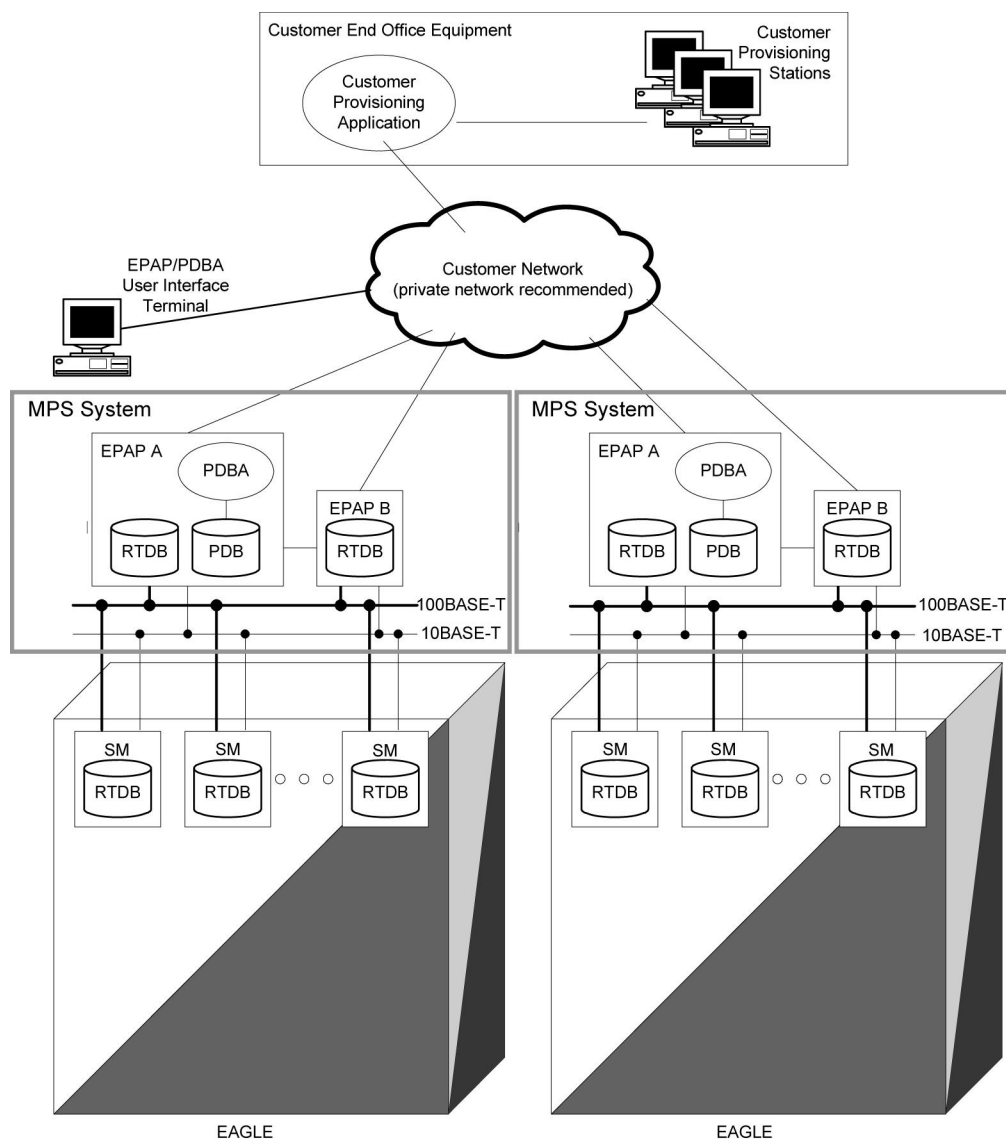 Customer End Office Equipment
Customer
Provisioning
Stations
Customer
Provisioning
Application
EPAP/PDBA
User Interface
Terminal
Customer Network
(private network recommended)
MPS System
EPAP A
PDBA
EPAP B
RTDB
PDB
RTDB
100BASE-T
10BASE-T
MPS System
EPAP A
PDBA
EPAP B
RTDB
PDB
RTDB
100BASE-T
10BASE-T
SM
RTDB
SM
RTDB
SM
RTDB
EAGLE
SM
RTDB
SM
RTDB
SM
RTDB
EAGLE